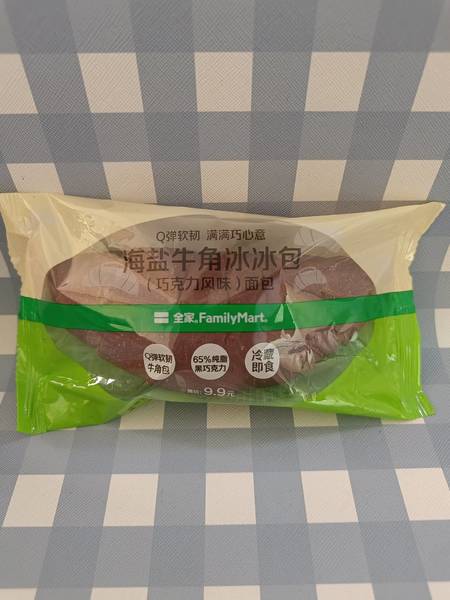 Q弹软韧 满满巧心意
海盐牛角冰冰包
(巧克力风味)面包
全家 FamilyMart
Q弹软韧
牛角包
65%纯脂
黑巧克力
冷藏
即食
9.9元